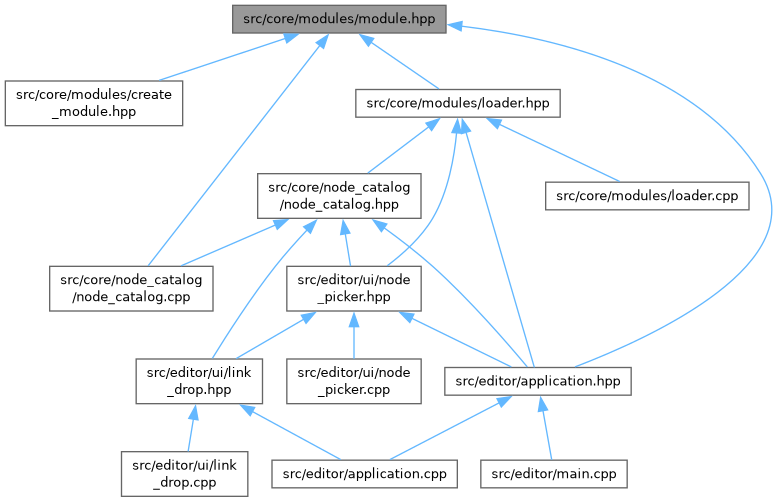 src/core/modules/module.hpp
src/core/modules/create
_module.hpp
src/core/modules/loader.hpp
src/core/node_catalog
/node_catalog.hpp
src/core/modules/loader.cpp
src/core/node_catalog
/node_catalog.cpp
src/editor/ui/node
_picker.hpp
src/editor/ui/link
_drop.hpp
src/editor/ui/node
_picker.cpp
src/editor/application.hpp
src/editor/ui/link
_drop.cpp
src/editor/application.cpp
src/editor/main.cpp